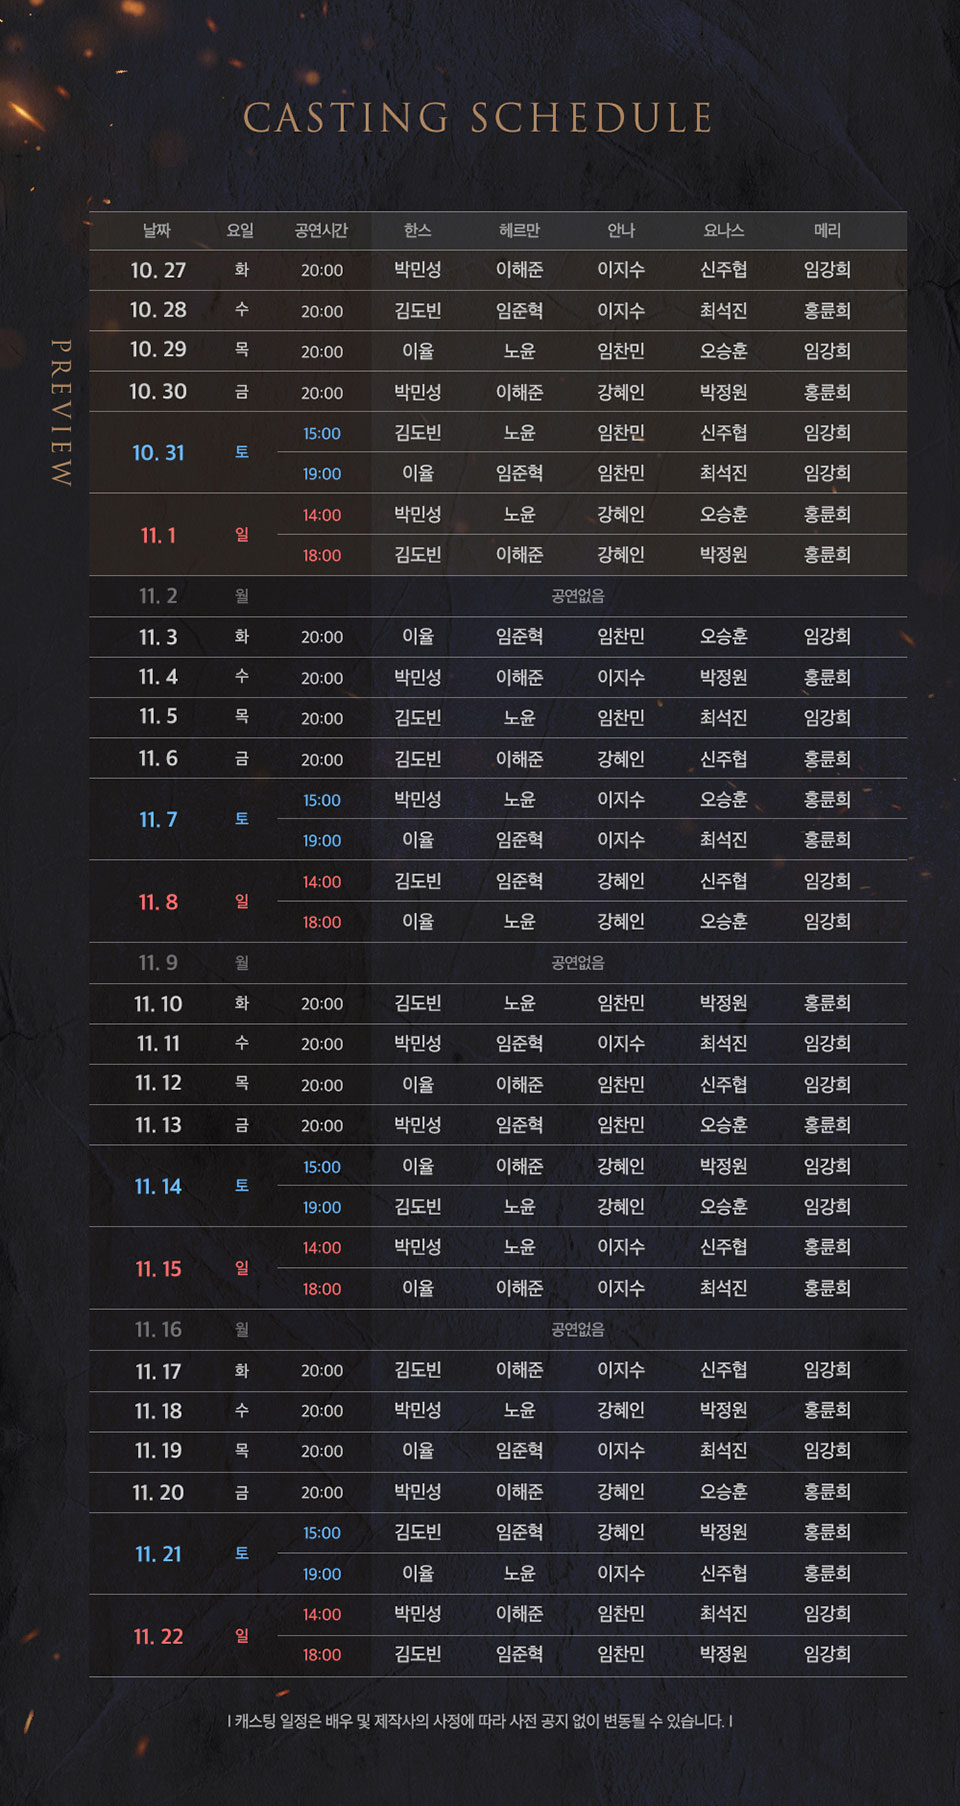 CASTING SCHEDULE
PREVIEW
날짜 요일 공연시간 한스 헤르만 안나 요나스 메리
10. 27 화 20:00 박민성 이해준 이지수 신주협 임강희
10. 28 수 20:00 김도빈 임준혁 이지수 최석진 홍륜희
10. 29 목 20:00 이율 노윤 임찬민 오승훈 임강희
10. 30 금 20:00 박민성 이해준 강혜인 박정원 홍륜희
10. 31 토 15:00 김도빈 노윤 임찬민 신주협 임강희
19:00 이율 임준혁 임찬민 최석진 임강희
11. 1 일 14:00 박민성 노윤 강혜인 오승훈 홍륜희
18:00 김도빈 이해준 강혜인 박정원 홍륜희
11. 2 월 공연없음
11. 3 화 20:00 이율 임준혁 임찬민 오승훈 임강희
11. 4 수 20:00 박민성 이해준 이지수 박정원 홍륜희
11. 5 목 20:00 김도빈 노윤 임찬민 최석진 임강희
11. 6 금 20:00 김도빈 이해준 강혜인 신주협 홍륜희
11. 7 토 15:00 박민성 노윤 이지수 오승훈 홍륜희
19:00 이율 임준혁 이지수 최석진 홍륜희
11. 8 일 14:00 김도빈 임준혁 강혜인 신주협 임강희
18:00 이율 노윤 강혜인 오승훈 임강희
11. 9 월 공연없음
11. 10 화 20:00 김도빈 노윤 임찬민 박정원 홍륜희
11. 11 수 20:00 박민성 임준혁 이지수 최석진 임강희
11. 12 목 20:00 이율 이해준 임찬민 신주협 임강희
11. 13 금 20:00 박민성 임준혁 임찬민 오승훈 홍륜희
11. 14 토 15:00 이율 이해준 강혜인 박정원 임강희
19:00 김도빈 노윤 강혜인 오승훈 임강희
11. 15 일 14:00 박민성 노윤 이지수 신주협 홍륜희
18:00 이율 이해준 이지수 최석진 홍륜희
11. 16 월 공연없음
11. 17 화 20:00 김도빈 이해준 이지수 신주협 임강희
11. 18 수 20:00 박민성 노윤 강혜인 박정원 홍륜희
11. 19 목 20:00 이율 임준혁 이지수 최석진 임강희
11. 20 금 20:00 박민성 이해준 강혜인 오승훈 홍륜희
11. 21 토 15:00 김도빈 임준혁 강혜인 박정원 홍륜희
19:00 이율 노윤 이지수 신주협 홍륜희
11. 22 일 14:00 박민성 이해준 임찬민 최석진 임강희
18:00 김도빈 임준혁 임찬민 박정원 임강희
ㅣ캐스팅 일정은 배우 및 제작사의 사정에 따라 사전 공지 없이 변동될 수 있습니다.ㅣ